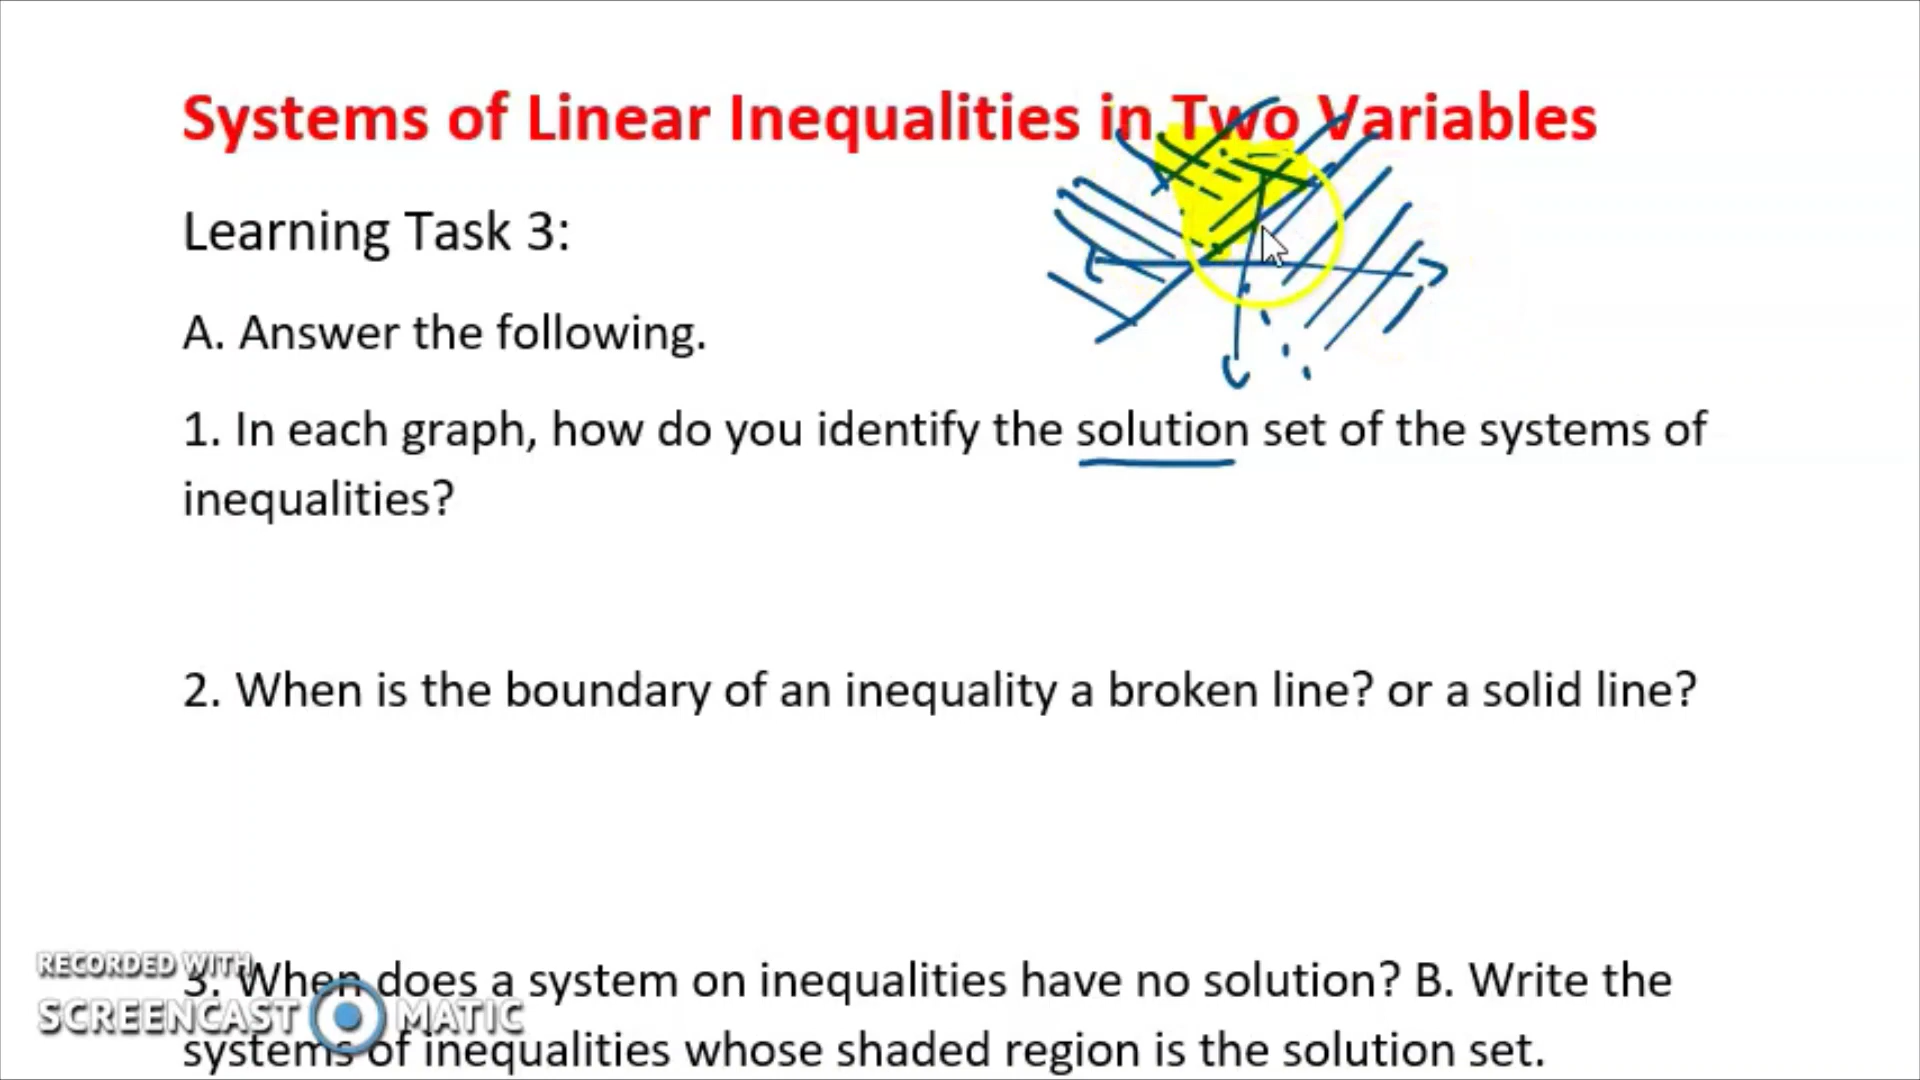 Systems of Linear Inequalities in Two Variables
Learning Task 3:
A. Answer the following.
1. In each graph, how do you identify the solution set of the systems of
inequalities?
2. When is the boundary of an inequality a broken line? or a solid line?
RECORDED WITH
3. When does a system on inequalities have no solution? B. Write the
SCREENCAST MATIC
systems of inequalities whose shaded region is the solution set.